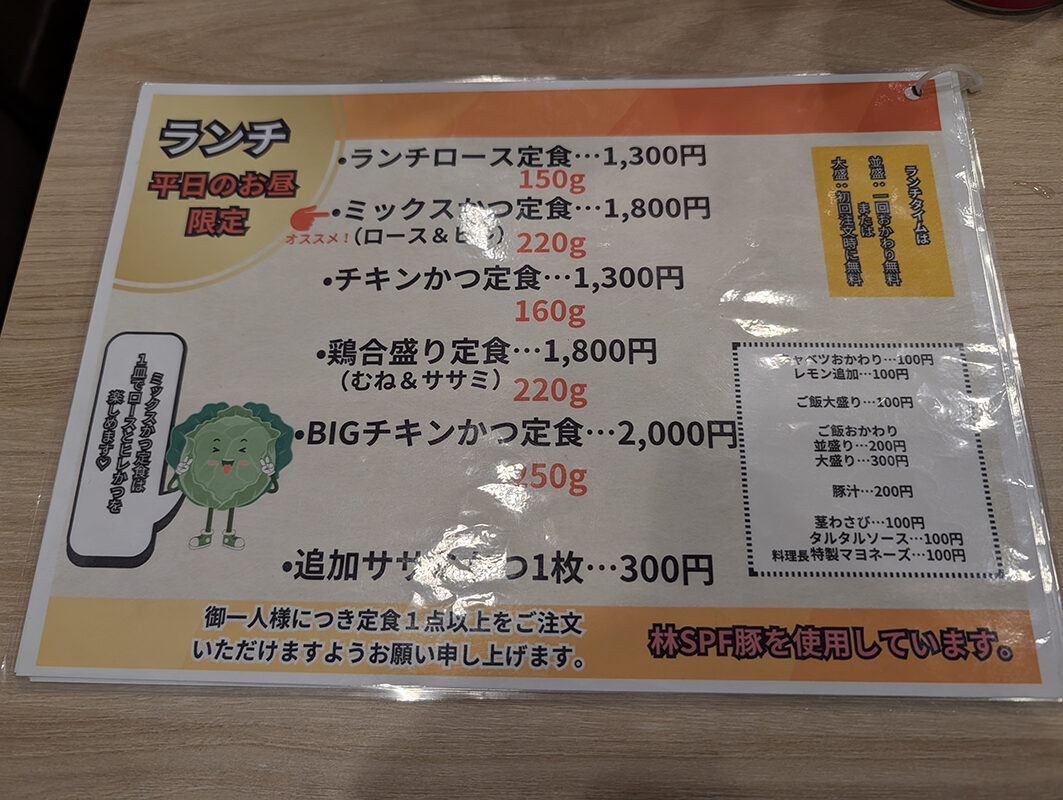 ランチ
平日のお昼
限定
•ランチロース定食…1,300円
150g
•ミックスかつ定食…1,800円
オススメ！(ロース＆ヒレ)
220g
•チキンかつ定食…1,300円
160g
•鶏合盛り定食…1,800円
(むね＆ササミ)
220g
•BIGチキンかつ定食…2,000円
250g
•追加ササ つ1枚…300円
ランチタイムは
並盛：一回おかわり無料
または
大盛：初回注文時に無料
キャベツおかわり…100円
レモン追加…100円
ご飯大盛り…100円
ご飯おかわり
並盛り…200円
大盛り…300円
豚汁…200円
茎わさび…100円
タルタルソース…100円
料理長特製マヨネーズ…100円
ミックスかつ定食は
1皿でロースとヒレかつを
楽しめます♡
御一人様につき定食１点以上をご注文
いただけますようお願い申し上げます。
林SPF豚を使用しています。